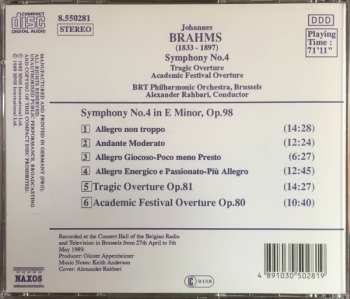 COMPACT
disc
DIGITAL AUDIO
8.550281
STEREO
Johannes
BRAHMS
(1833 - 1897)
Symphony No.4
Tragic Overture
Academic Festival Overture
BRT Philharmonic Orchestra, Brussels
Alexander Rahbari, Conductor
DDD
Playing
Time :
71'11"
Symphony No.4 in E Minor, Op.98
1 Allegro non troppo (14:28)
2 Andante Moderato (12:24)
3 Allegro Giocoso-Poco meno Presto (6:27)
4 Allegro Energico e Passionato-Più Allegro (12:45)
5 Tragic Overture Op.81 (14:27)
6 Academic Festival Overture Op.80 (10:40)
Recorded at the Concert Hall of the Belgian Radio
and Television in Brussels from 27th April to 5th
May 1989.
Producer: Günter Appenheimer
Music Notes: Keith Anderson
Cover: Alexander Rahbari
NAXOS
4 891030 502819